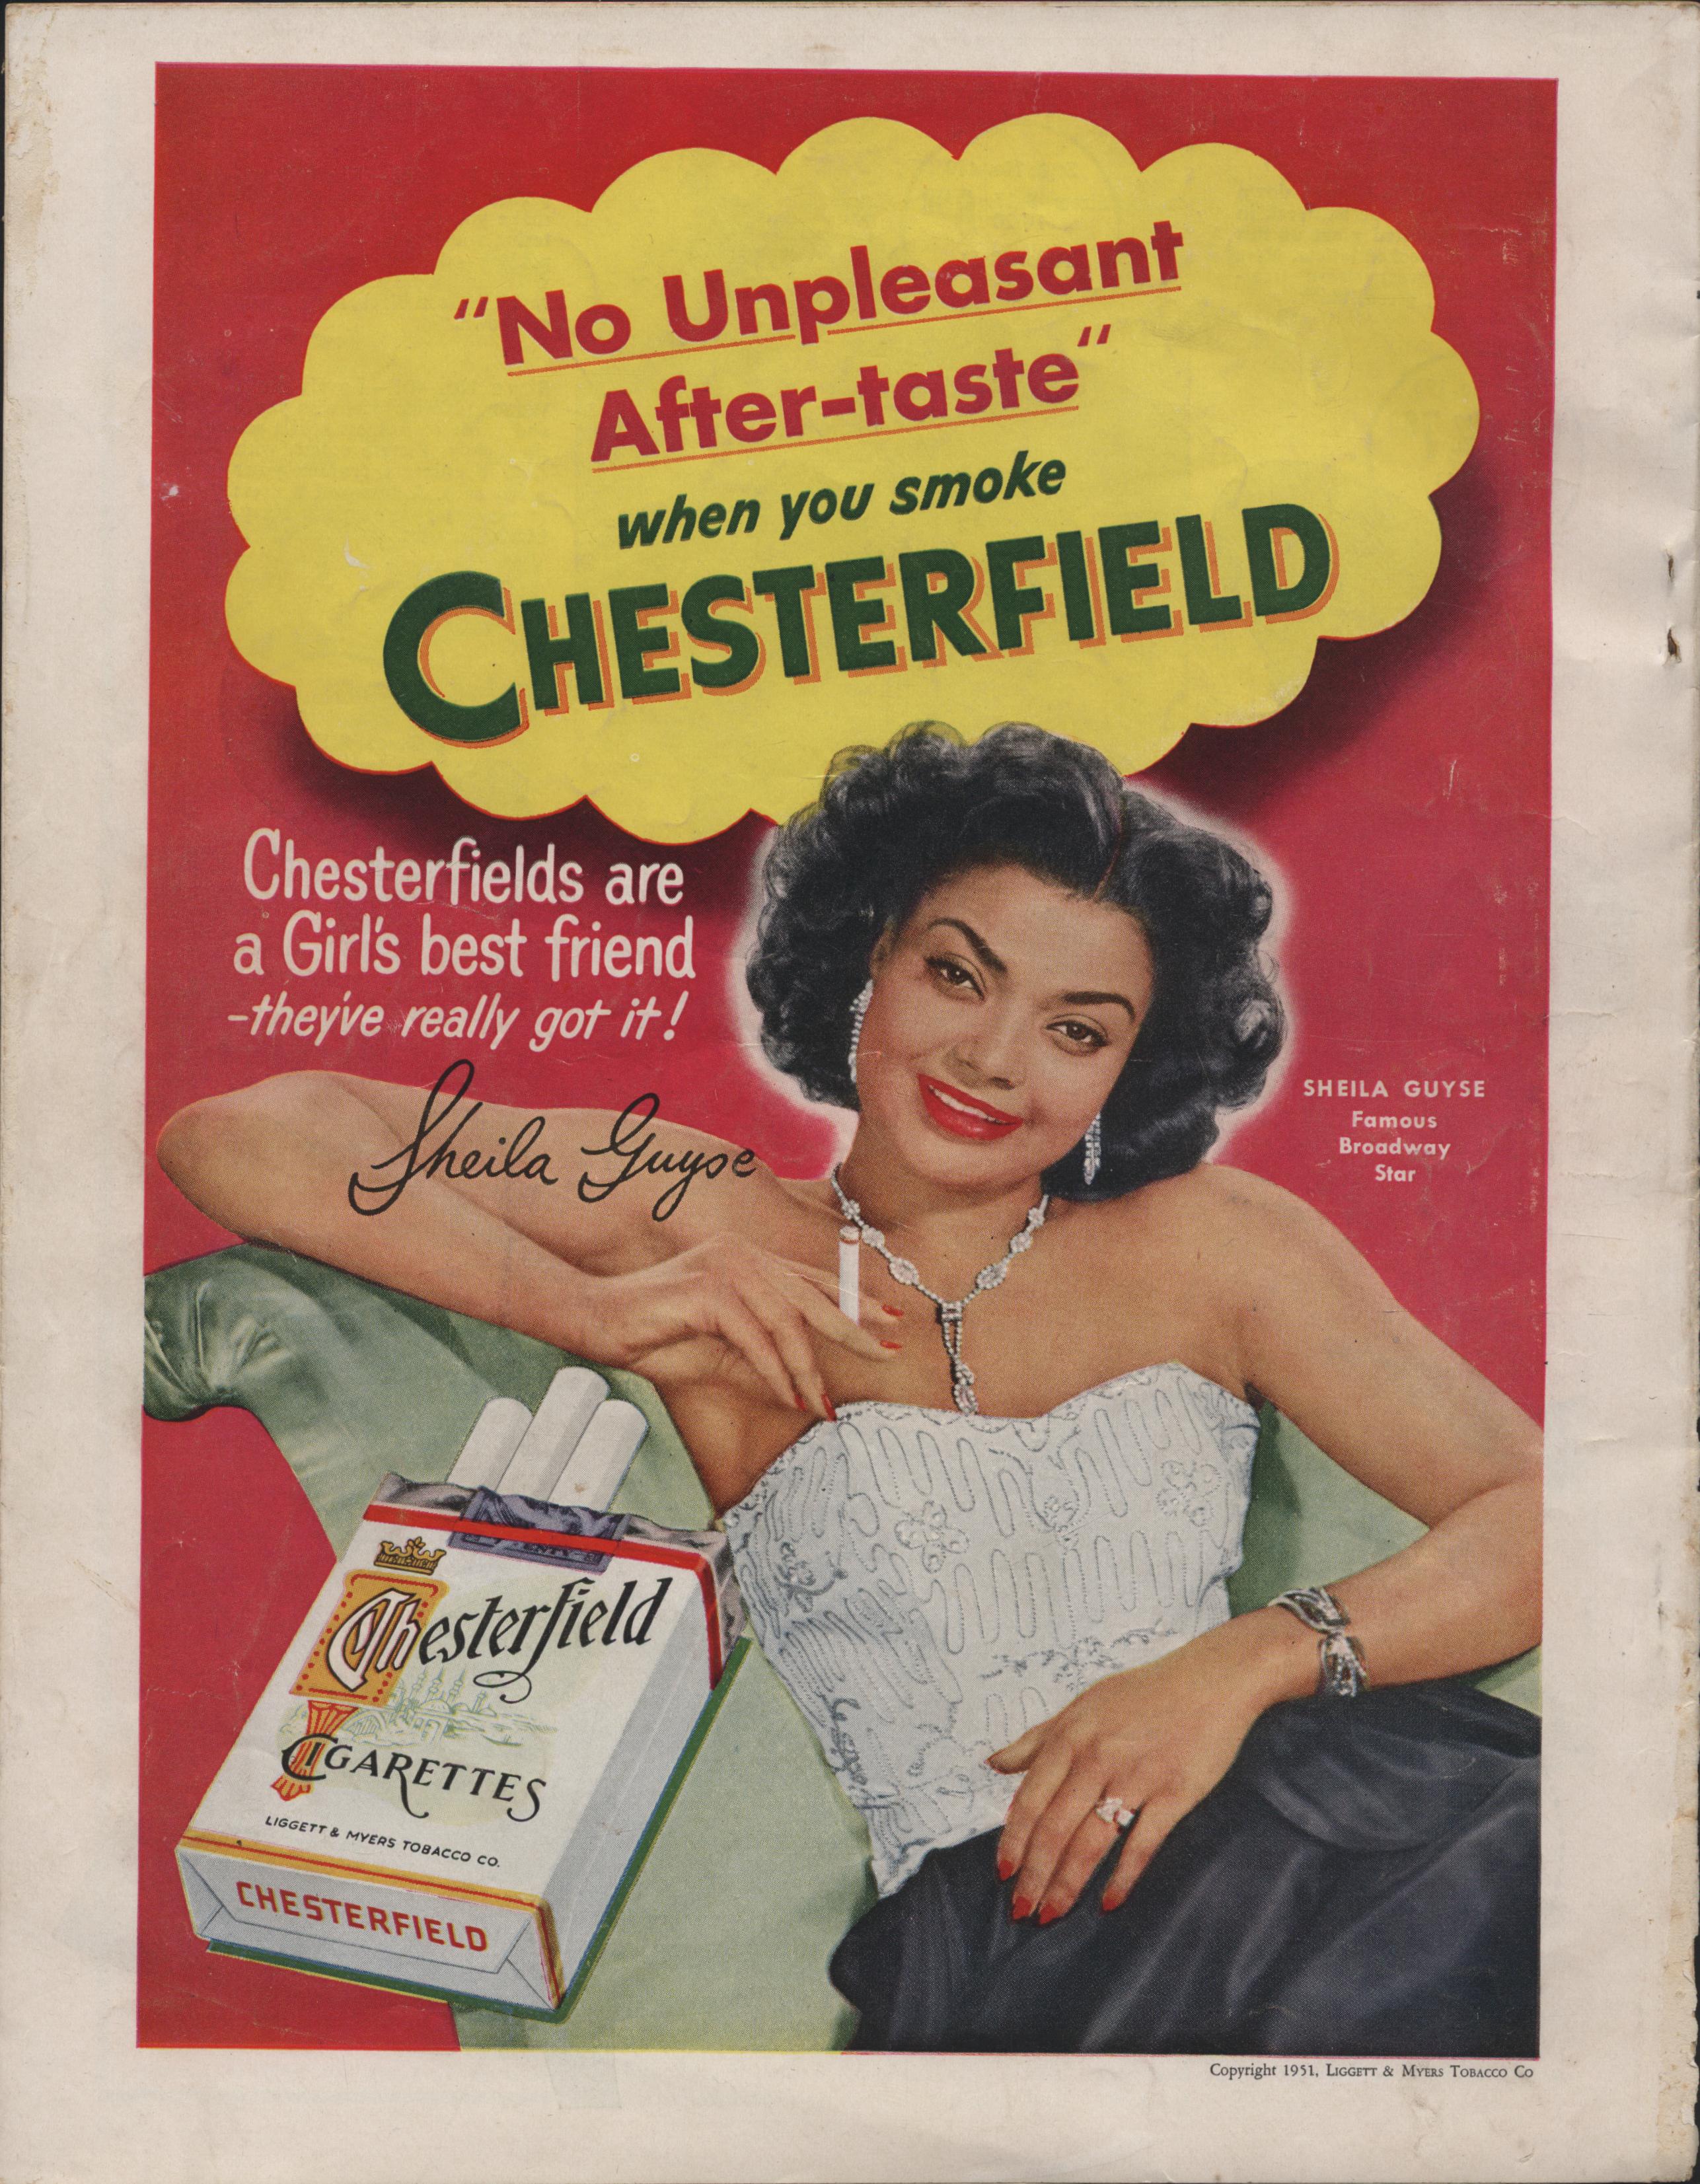 "No Unpleasant
After-taste"
when you smoke
CHESTERFIELD
Chesterfields are
a Girl's best friend
-they've really got it!
Sheila Guyse
SHEILA GUYSE
Famous
Broadway
Star
Chesterfield
CIGARETTES
LIGGETT & MYERS TOBACCO CO.
CHESTERFIELD
Copyright 1951, LIGGETT & MYERS TOBACCO CO